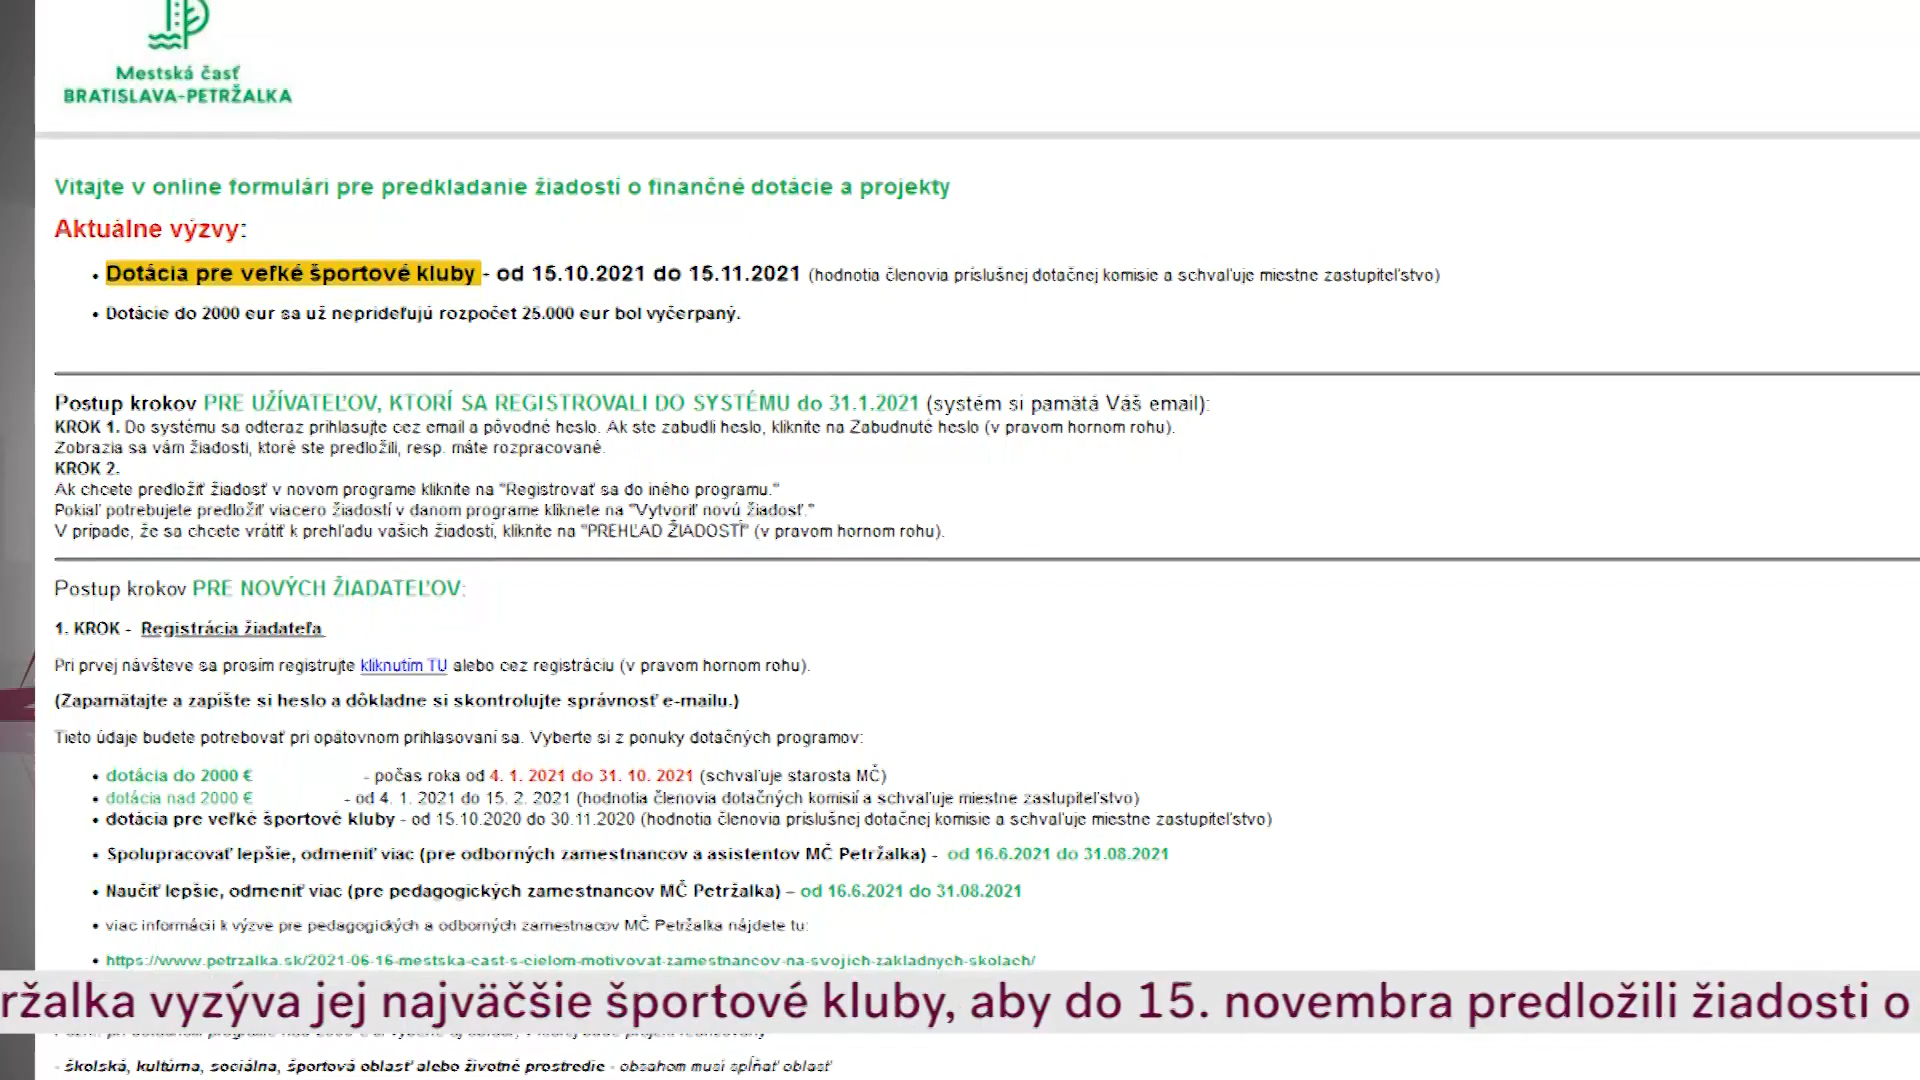 Mestská časť
BRATISLAVA-PETRŽALKA
Vitajte v online formulári pre predkladanie žiadostí o finančné dotácie a projekty
Aktuálne výzvy:
• Dotácia pre veľké športové kluby - od 15.10.2021 do 15.11.2021 (hodnotia členovia príslušnej dotačnej komisie a schvaľuje miestne zastupiteľstvo)
• Dotácie do 2000 eur sa už neprideľujú rozpočet 25.000 eur bol vyčerpaný.
Postup krokov PRE UŽÍVATEĽOV, KTORÍ SA REGISTROVALI DO SYSTÉMU do 31.1.2021 (systém si pamätá Váš email):
KROK 1. Do systému sa odteraz prihlasujte cez email a pôvodné heslo. Ak ste zabudli heslo, kliknite na Zabudnuté heslo (v pravom hornom rohu).
Zobrazia sa vám žiadosti, ktoré ste predložili, resp. máte rozpracované.
KROK 2.
Ak chcete predložiť žiadosť v novom programe kliknite na "Registrovať sa do iného programu."
Pokiaľ potrebujete predložiť viacero žiadostí v danom programe kliknete na "Vytvoriť novú žiadosť."
V prípade, že sa chcete vrátiť k prehľadu vašich žiadostí, kliknite na "PREHĽAD ŽIADOSTÍ" (v pravom hornom rohu).
Postup krokov PRE NOVÝCH ŽIADATEĽOV:
1. KROK - Registrácia žiadateľa
Pri prvej návšteve sa prosím registrujte kliknutím TU alebo cez registráciu (v pravom hornom rohu).
(Zapamätajte a zapíšte si heslo a dôkladne si skontrolujte správnosť e-mailu.)
Tieto údaje budete potrebovať pri opätovnom prihlasovaní sa. Vyberte si z ponuky dotačných programov:
• dotácia do 2000 € - počas roka od 4. 1. 2021 do 31. 10. 2021 (schvaľuje starosta MČ)
• dotácia nad 2000 € - od 4. 1. 2021 do 15. 2. 2021 (hodnotia členovia dotačných komisií a schvaľuje miestne zastupiteľstvo)
• dotácia pre veľké športové kluby - od 15.10.2020 do 30.11.2020 (hodnotia členovia príslušnej dotačnej komisie a schvaľuje miestne zastupiteľstvo)
• Spolupracovať lepšie, odmeniť viac (pre odborných zamestnancov a asistentov MČ Petržalka) - od 16.6.2021 do 31.08.2021
• Naučiť lepšie, odmeniť viac (pre pedagogických zamestnancov MČ Petržalka) – od 16.6.2021 do 31.08.2021
• viac informácií k výzve pre pedagogických a odborných zamestnacov MČ Petržalka nájdete tu:
• https://www.petrzalka.sk/2021-06-16-mestska-cast-s-cielom-motivovat-zamestnancov-na-svojich-zakladnych-skolach/
ržalka vyzýva jej najväčšie športové kluby, aby do 15. novembra predložili žiadosti o
- školská, kultúrna, sociálna, športová oblasť alebo životné prostredie - obsahom musí spĺňať oblasť